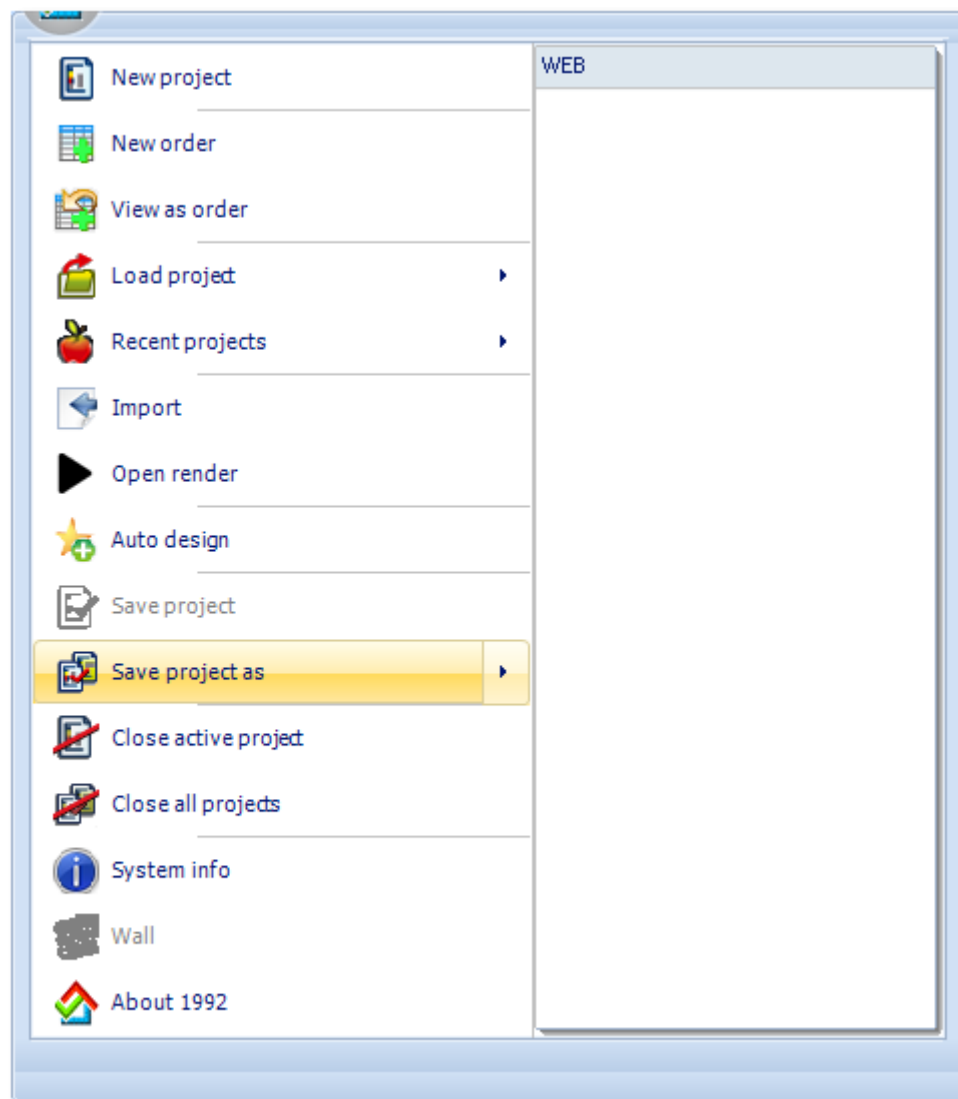 New project
New order
View as order
Load project
Recent projects
Import
Open render
Auto design
Save project
Save project as
Close active project
Close all projects
System info
Wall
About 1992
WEB